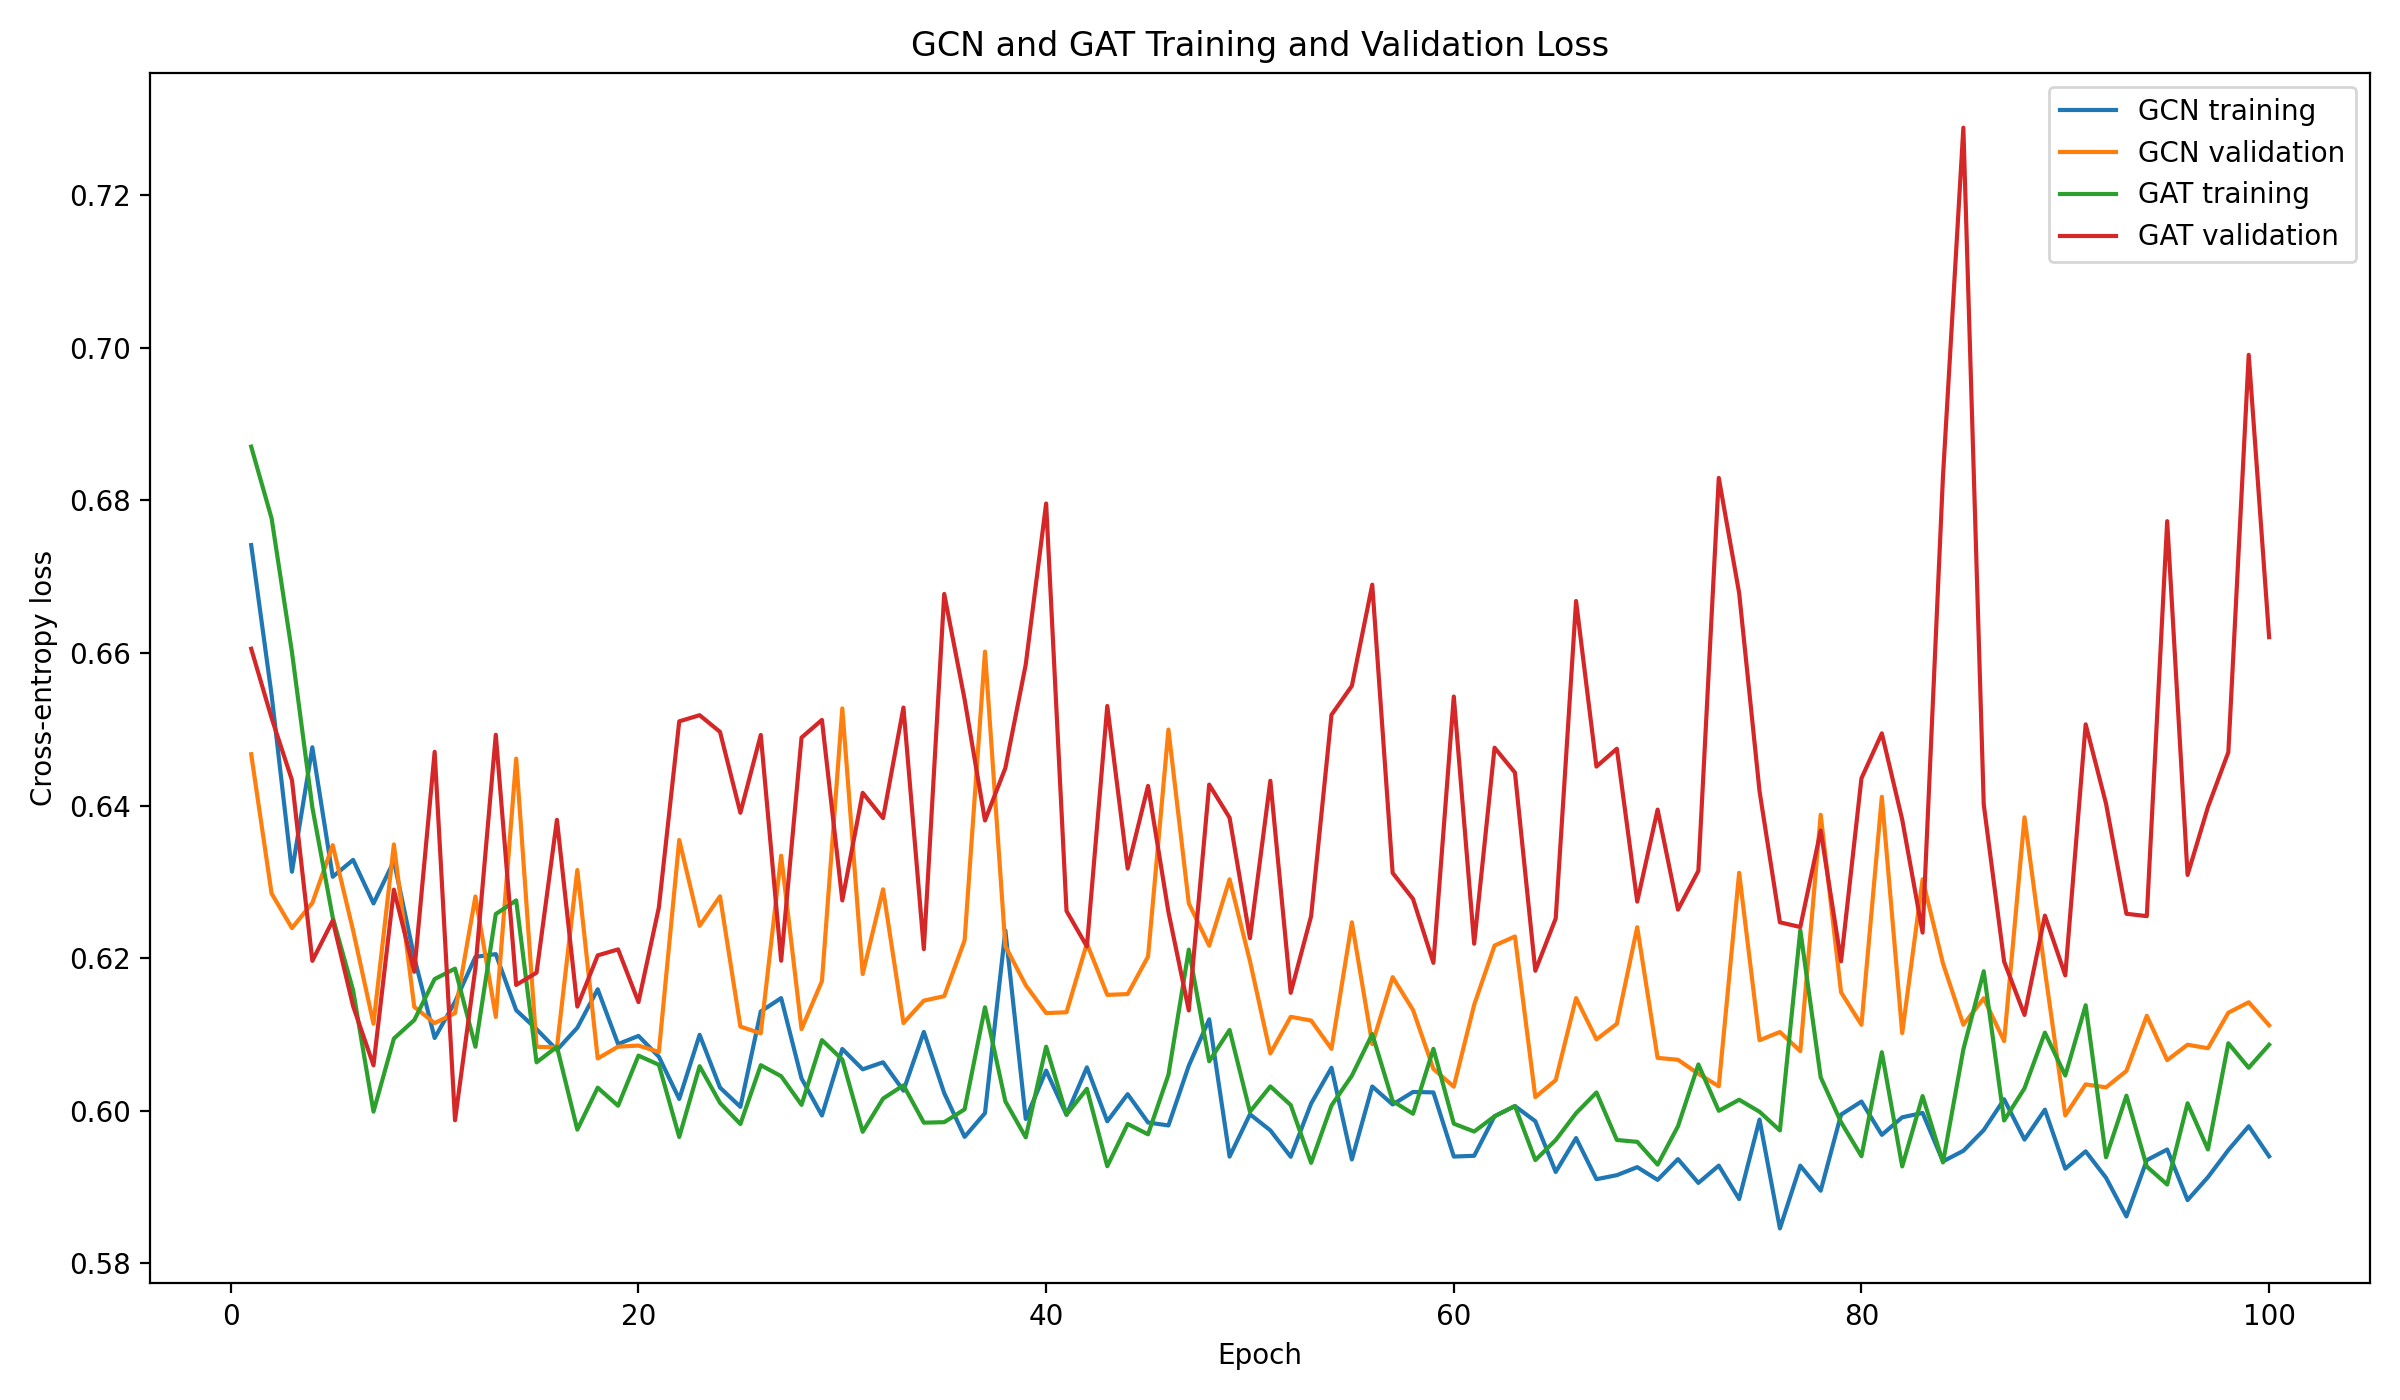 GCN and GAT Training and Validation Loss
GCN training
GCN validation
GAT training
GAT validation
Cross-entropy loss
0.72
0.70
0.68
0.66
0.64
0.62
0.60
0.58
0 20 40 60 80 100
Epoch